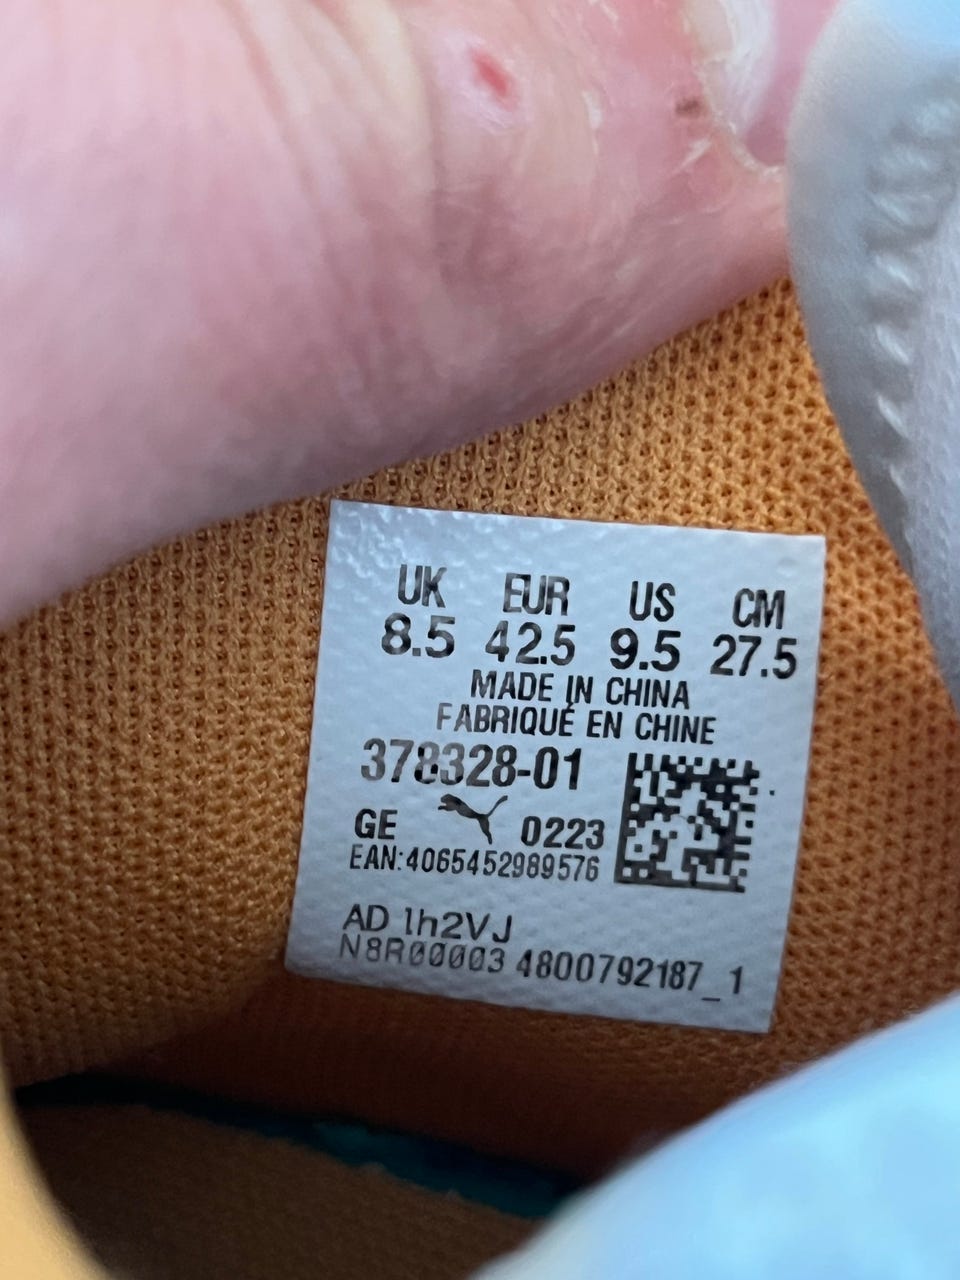 UK EUR US CM
8.5 42.5 9.5 27.5
MADE IN CHINA
FABRIQUÉ EN CHINE
378328-01
GE 0223
EAN:4065452989576
AD 1h2VJ
N8R00003 4800792187_1